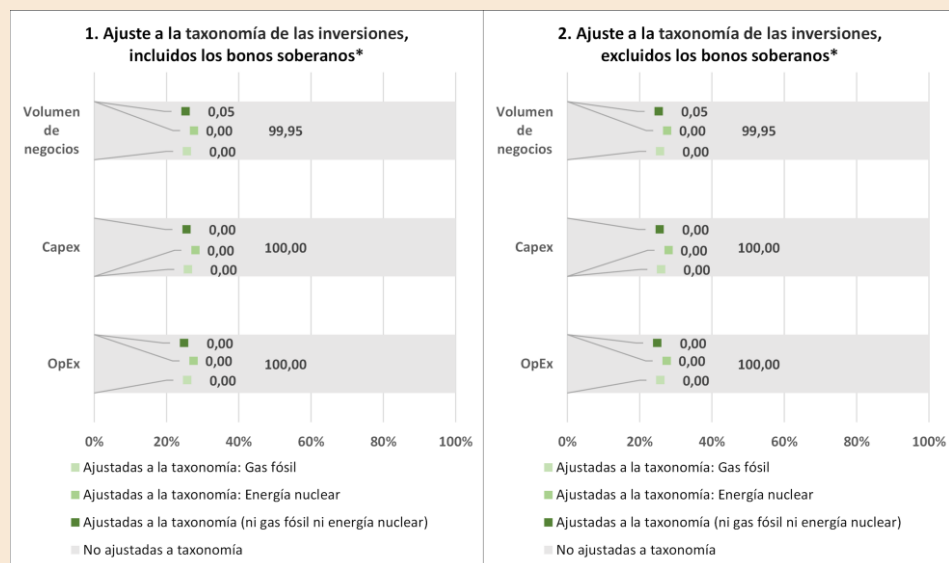 1. Ajuste a la taxonomía de las inversiones,
incluidos los bonos soberanos*
Volumen
de
negocios
0,05
0,00
99,95
0,00
Capex
0,00
0,00
100,00
0,00
OpEx
0,00
0,00
100,00
0,00
0% 20% 40% 60% 80% 100%
Ajustadas a la taxonomía: Gas fósil
Ajustadas a la taxonomía: Energía nuclear
Ajustadas a la taxonomía (ni gas fósil ni energía nuclear)
No ajustadas a taxonomía
2. Ajuste a la taxonomía de las inversiones,
excluidos los bonos soberanos*
Volumen
de
negocios
0,05
0,00
99,95
0,00
Capex
0,00
0,00
100,00
0,00
OpEx
0,00
0,00
100,00
0,00
0% 20% 40% 60% 80% 100%
Ajustadas a la taxonomía: Gas fósil
Ajustadas a la taxonomía: Energía nuclear
Ajustadas a la taxonomía (ni gas fósil ni energía nuclear)
No ajustadas a taxonomía